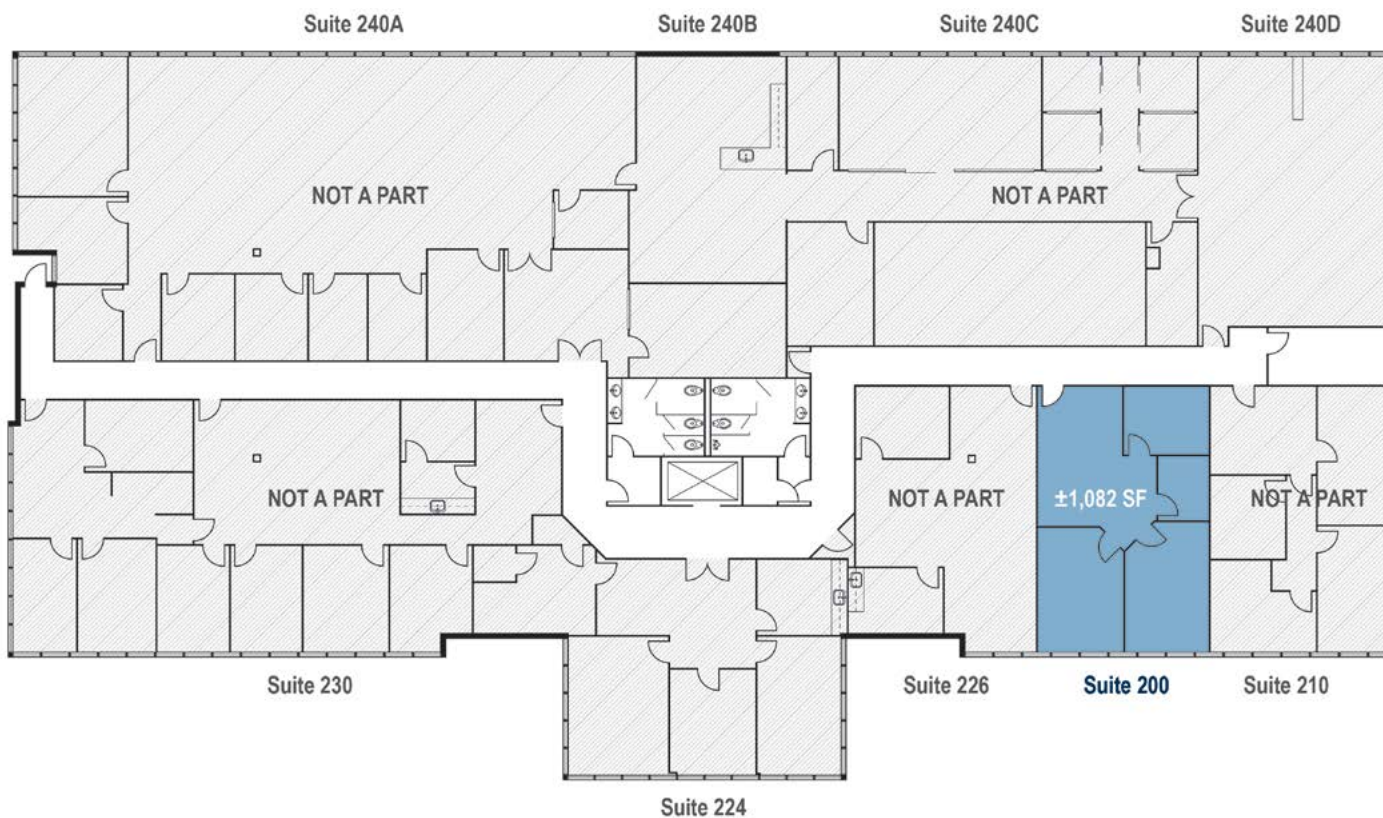 Suite 240A
Suite 240B
Suite 240C
Suite 240D
NOT A PART
NOT A PART
NOT A PART
NOT A PART
±1,082 SF
NOT A PART
Suite 230
Suite 226
Suite 200
Suite 210
Suite 224